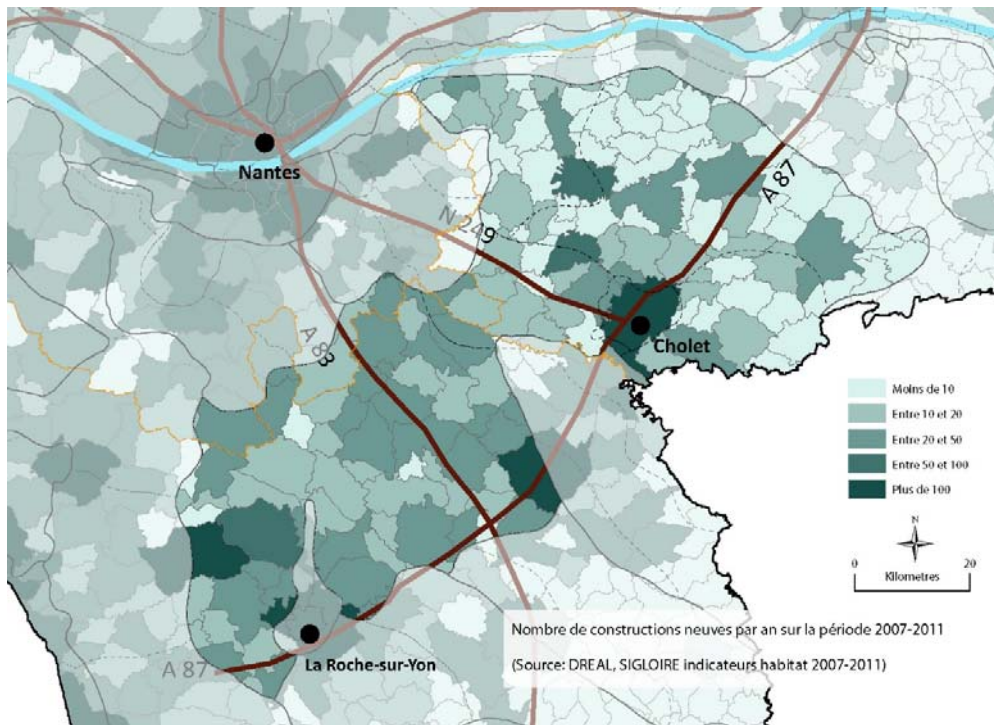 Nantes
N 249
A 87
A 83
Cholet
Moins de 10
Entre 10 et 20
Entre 20 et 50
Entre 50 et 100
Plus de 100
N
0 20
Kilometres
Nombre de constructions neuves par an sur la période 2007-2011
(Source: DREAL, SIGLOIRE indicateurs habitat 2007-2011)
La Roche-sur-Yon
A 87